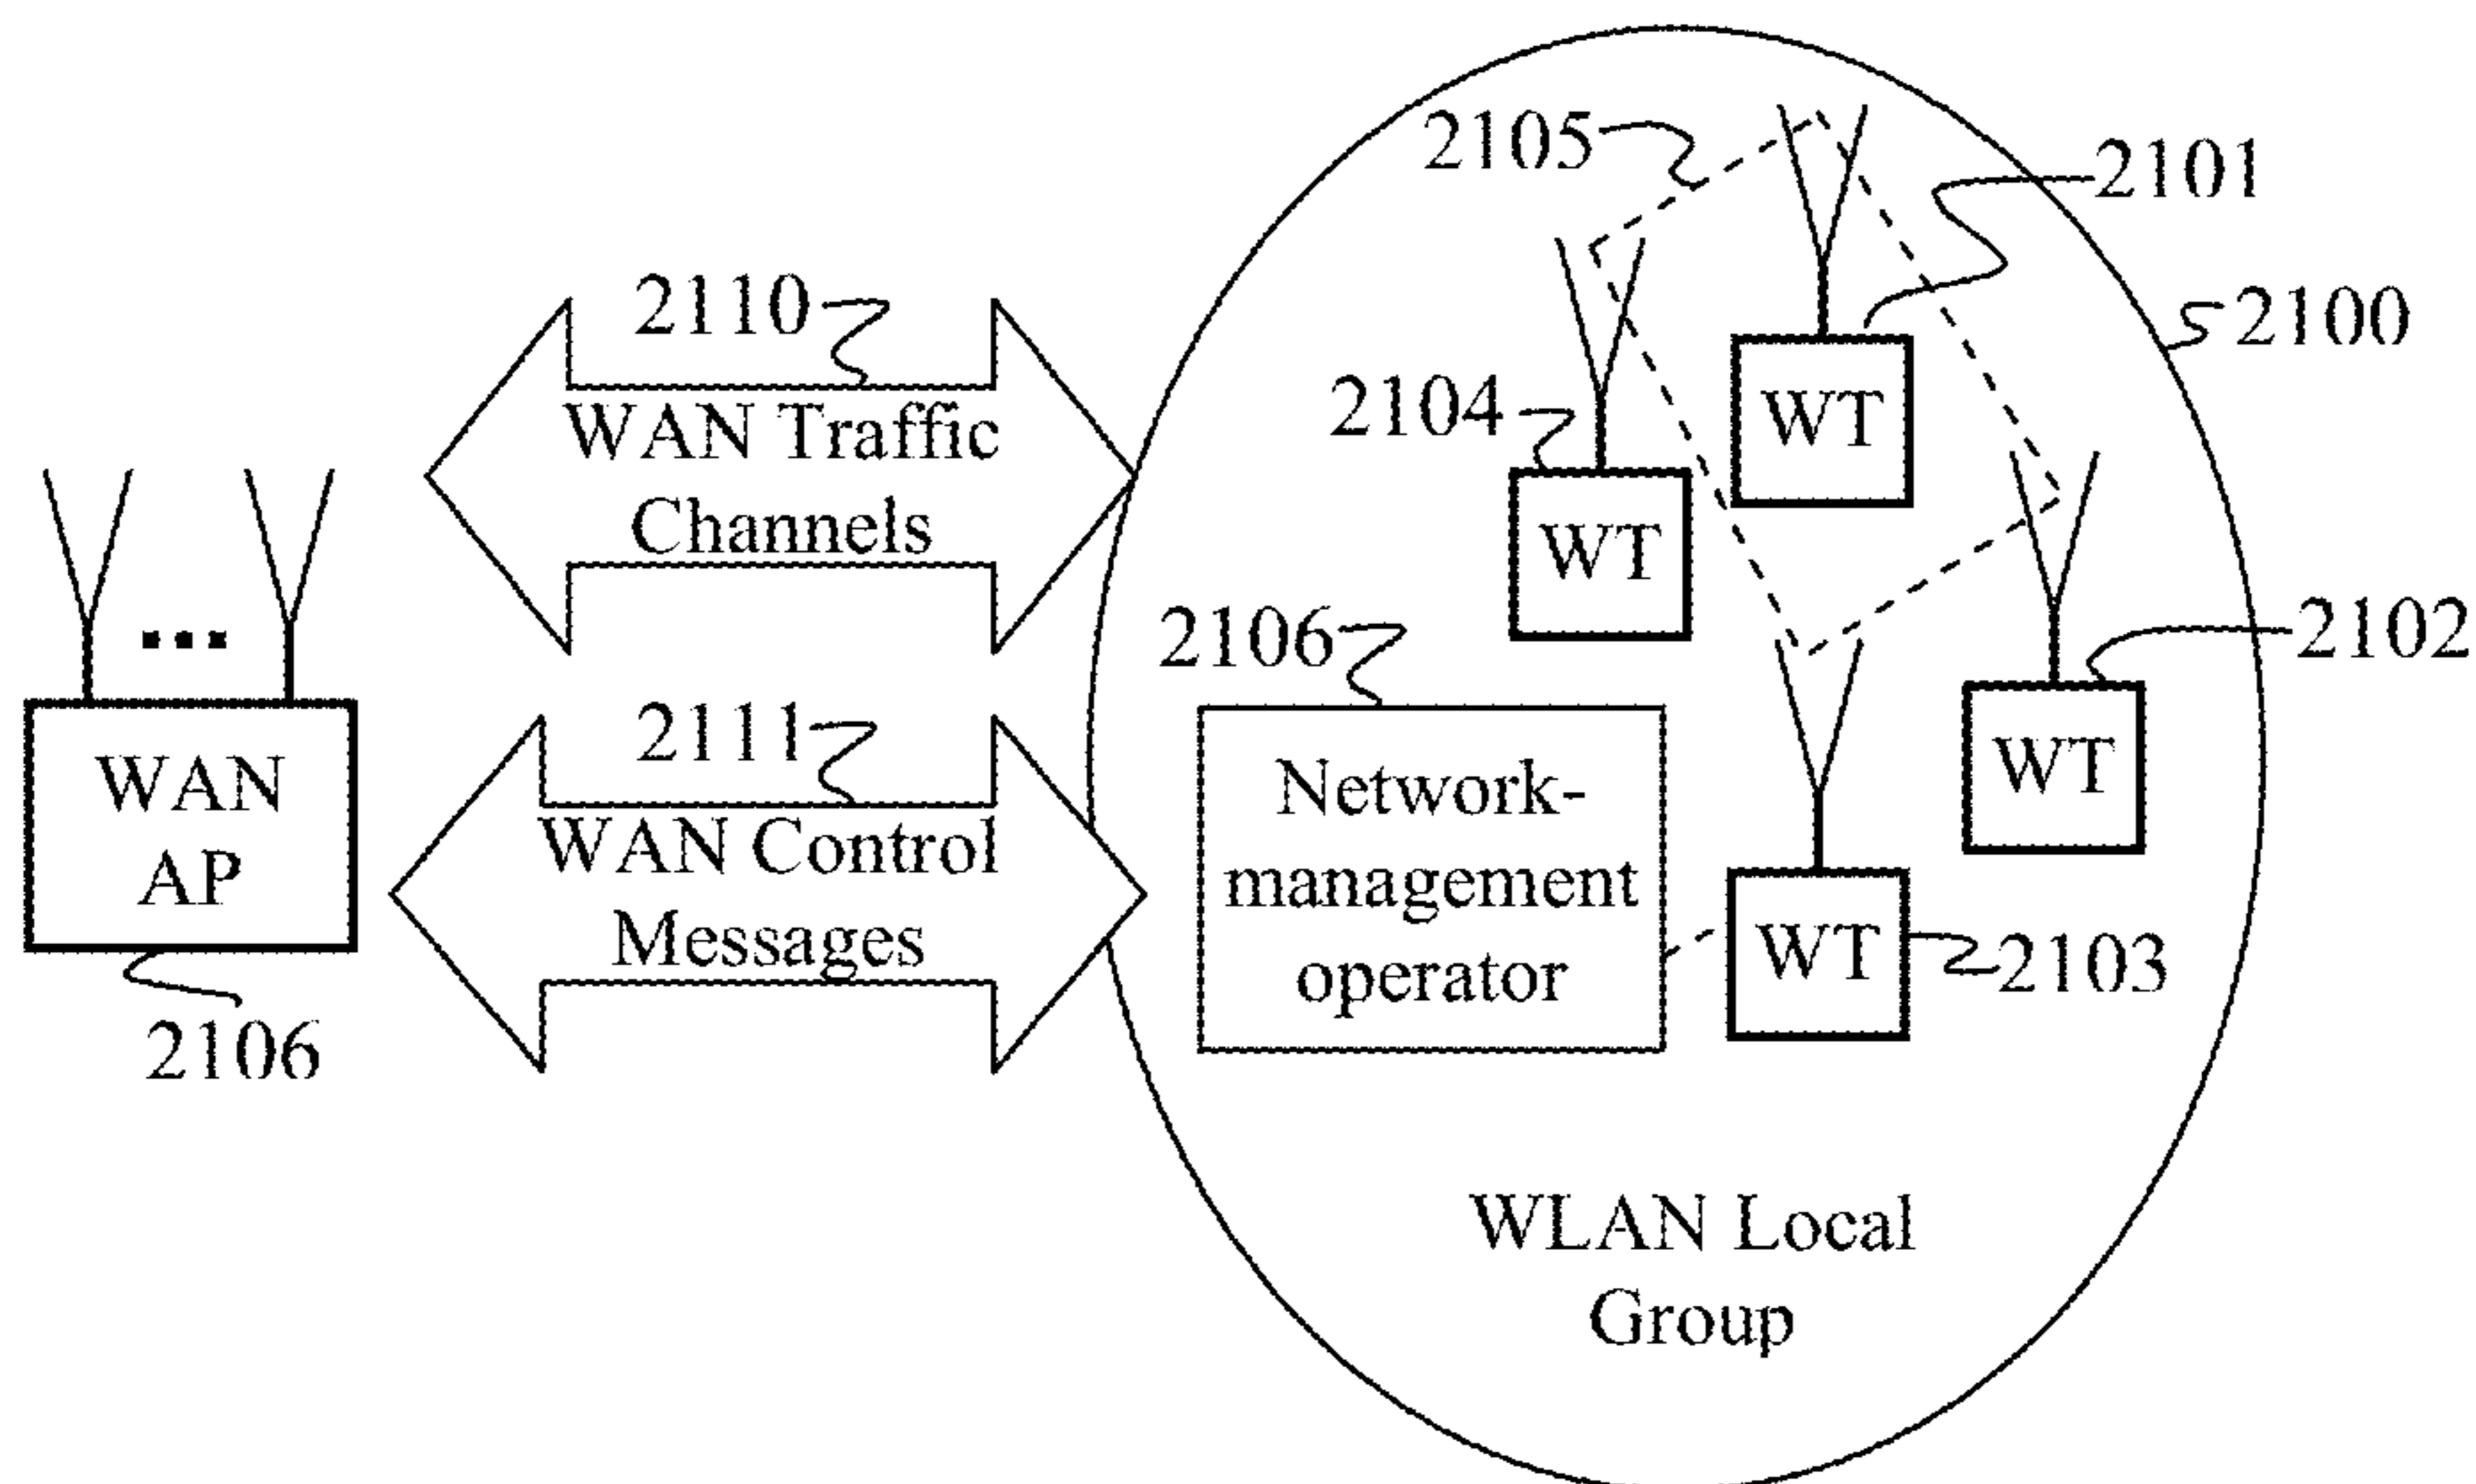 2105
2101
2110
2100
WAN Traffic
Channels
2104
WT
WT
2106
2102
2111
WAN
AP
WAN Control
Messages
Network-
management
operator
WT
WT
2103
2106
WLAN Local
Group